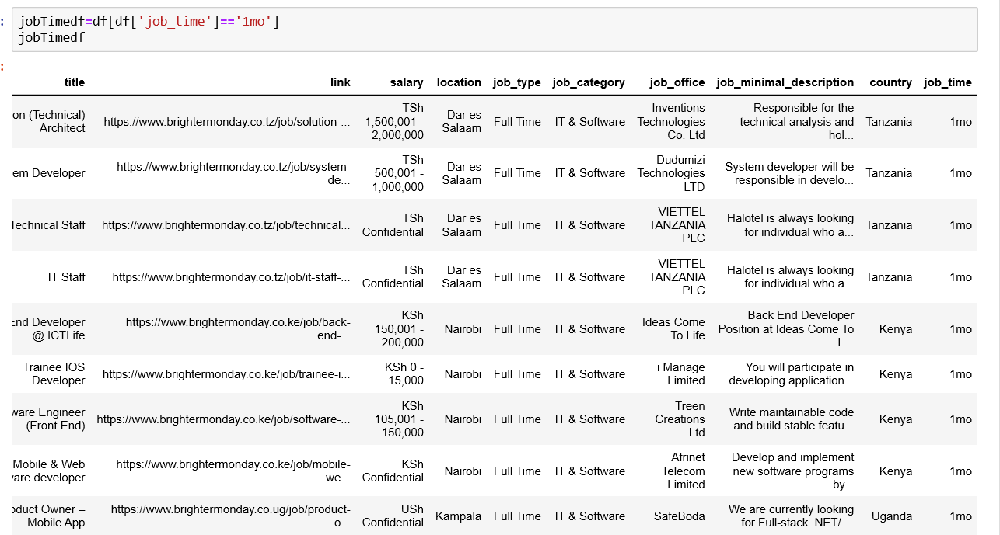 jobTimedf=df[df['job_time']=='1mo']
jobTimedf
title link salary location job_type job_category job_office job_minimal_description country job_time
on (Technical) Architect https://www.brightermonday.co.tz/job/solution-... TSh 1,500,001 - 2,000,000 Dar es Salaam Full Time IT & Software Inventions Technologies Co. Ltd Responsible for the technical analysis and hol... Tanzania 1mo
em Developer https://www.brightermonday.co.tz/job/system-de... TSh 500,001 - 1,000,000 Dar es Salaam Full Time IT & Software Dudumizi Technologies LTD System developer will be responsible in develo... Tanzania 1mo
Technical Staff https://www.brightermonday.co.tz/job/technical... TSh Confidential Dar es Salaam Full Time IT & Software VIETTEL TANZANIA PLC Halotel is always looking for individual who a... Tanzania 1mo
IT Staff https://www.brightermonday.co.tz/job/it-staff-... TSh Confidential Dar es Salaam Full Time IT & Software VIETTEL TANZANIA PLC Halotel is always looking for individual who a... Tanzania 1mo
End Developer @ ICTLife https://www.brightermonday.co.ke/job/back-end-... KSh 150,001 - 200,000 Nairobi Full Time IT & Software Ideas Come To Life Back End Developer Position at Ideas Come To L... Kenya 1mo
Trainee IOS Developer https://www.brightermonday.co.ke/job/trainee-i... KSh 0 - 15,000 Nairobi Full Time IT & Software i Manage Limited You will participate in developing application... Kenya 1mo
ware Engineer (Front End) https://www.brightermonday.co.ke/job/software-... KSh 105,001 - 150,000 Nairobi Full Time IT & Software Treen Creations Ltd Write maintainable code and build stable featu... Kenya 1mo
Mobile & Web ware developer https://www.brightermonday.co.ke/job/mobile-we... KSh Confidential Nairobi Full Time IT & Software Afrinet Telecom Limited Develop and implement new software programs by... Kenya 1mo
oduct Owner – Mobile App https://www.brightermonday.co.ug/job/product-o... USh Confidential Kampala Full Time IT & Software SafeBoda We are currently looking for Full-stack .NET/ ... Uganda 1mo